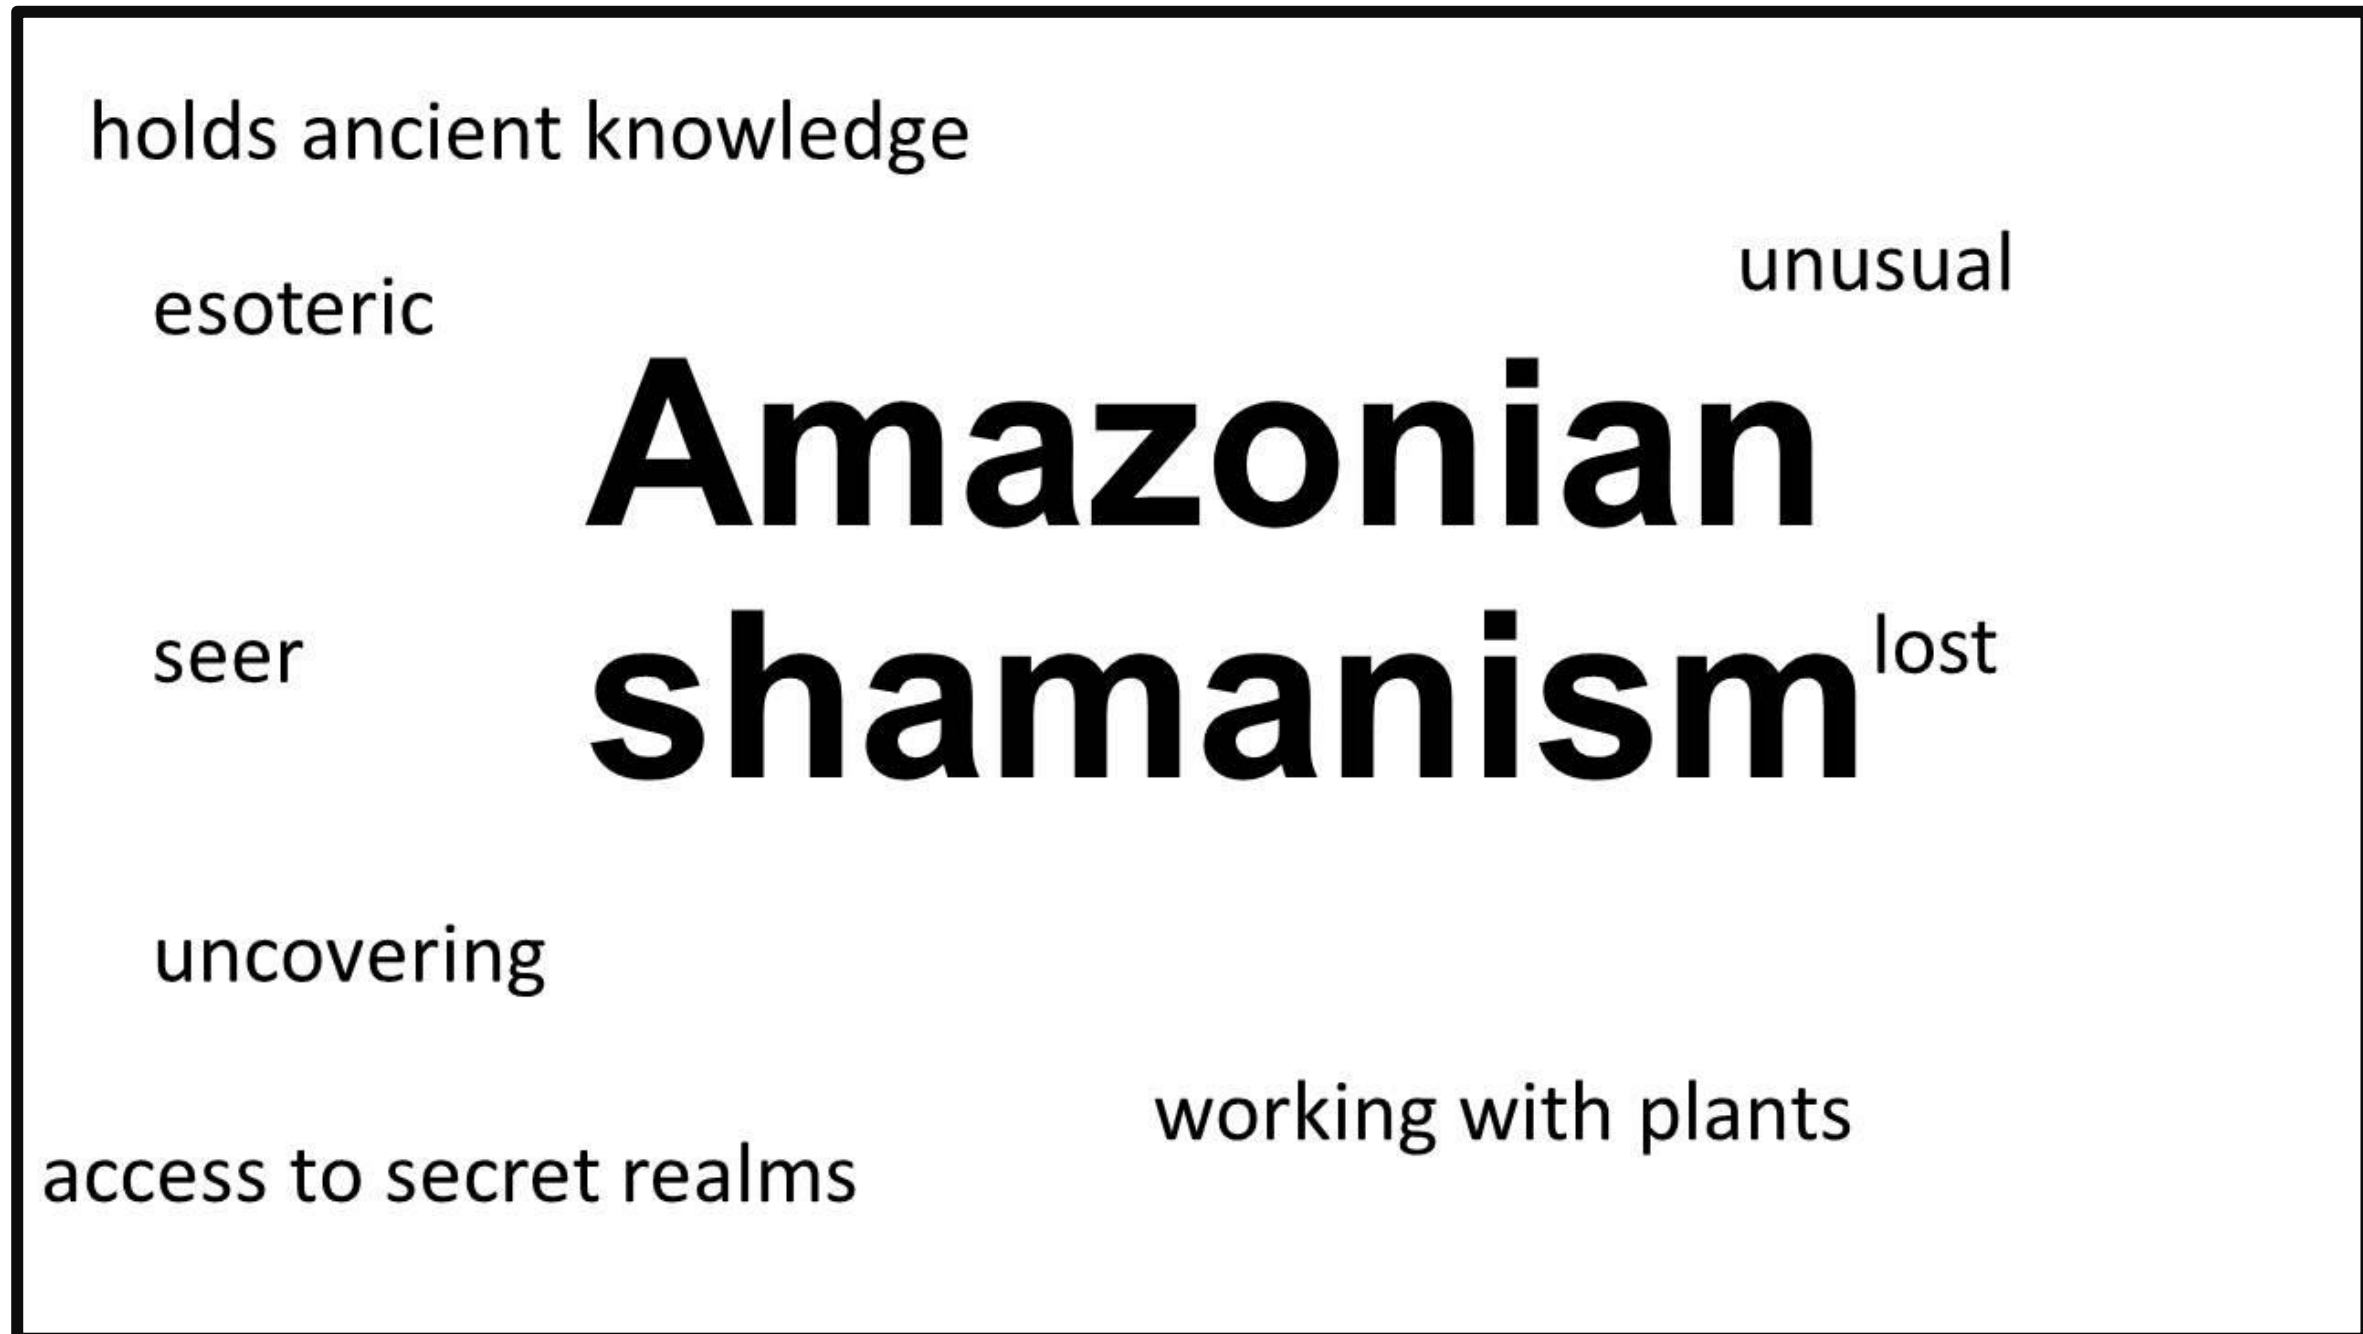 holds ancient knowledge
unusual
esoteric
Amazonian
shamanism
lost
seer
uncovering
working with plants
access to secret realms